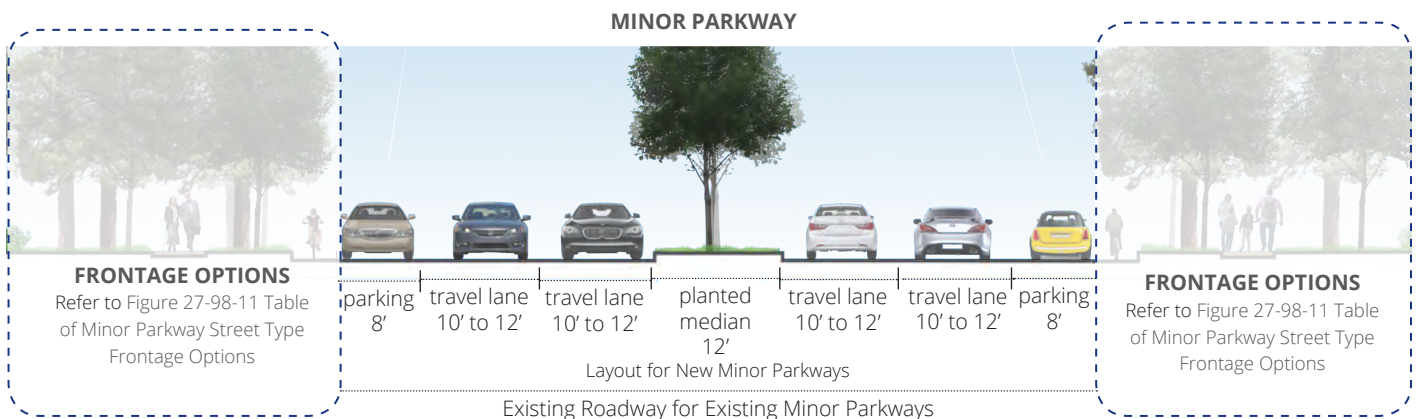 MINOR PARKWAY
FRONTAGE OPTIONS
Refer to Figure 27-98-11 Table
of Minor Parkway Street Type
Frontage Options
parking
8’
travel lane
10’ to 12’
travel lane
10’ to 12’
planted
median
12’
travel lane
10’ to 12’
travel lane
10’ to 12’
parking
8’
Layout for New Minor Parkways
Existing Roadway for Existing Minor Parkways
FRONTAGE OPTIONS
Refer to Figure 27-98-11 Table
of Minor Parkway Street Type
Frontage Options